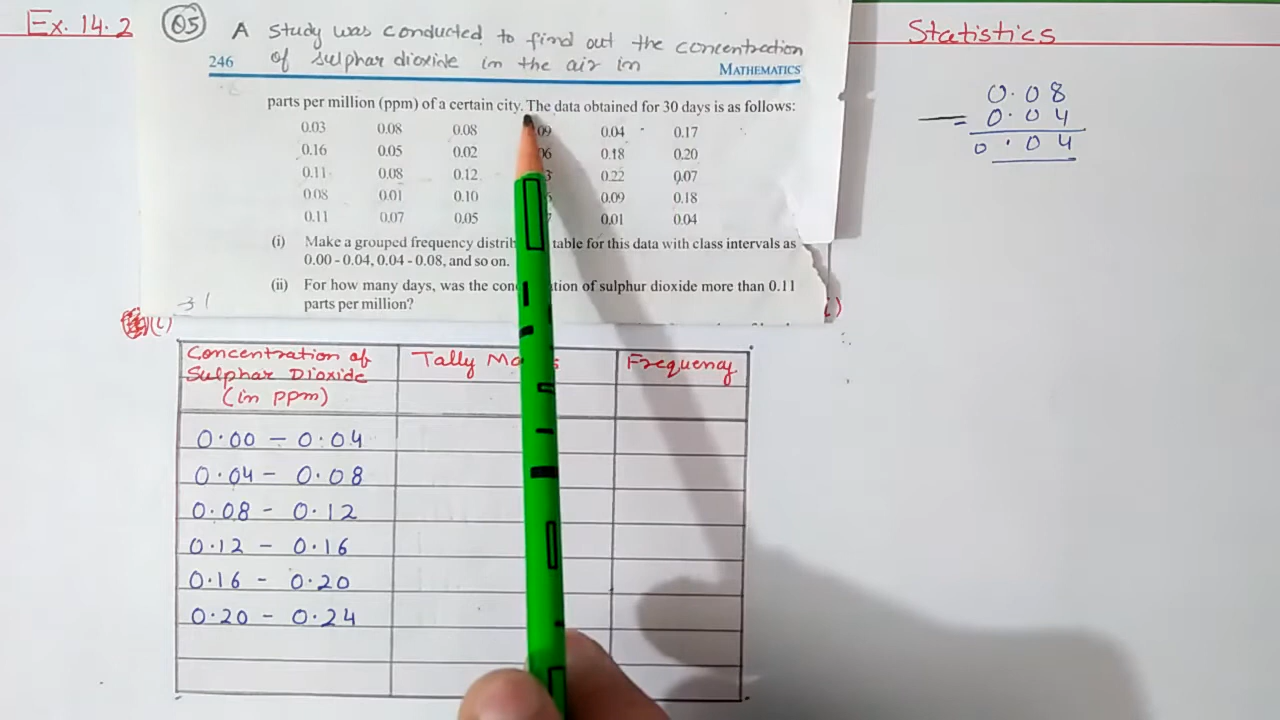 Ex. 14.2
Q5 A study was conducted to find out the concentration
of Sulphar dioxide in the air in
246 MATHEMATICS
Statistics
0.08
0.04
0.04
parts per million (ppm) of a certain city. The data obtained for 30 days is as follows:
0.03 0.08 0.08 09 0.04 0.17
0.16 0.05 0.02 06 0.18 0.20
0.11 0.08 0.12 3 0.22 0.07
0.08 0.01 0.10 0.09 0.18
0.11 0.07 0.05 0.01 0.04
(i) Make a grouped frequency distrib table for this data with class intervals as
0.00 - 0.04, 0.04 - 0.08, and so on.
(ii) For how many days, was the con tion of sulphur dioxide more than 0.11
parts per million?
Concentration of
Sulphar Dioxide
(in ppm)
Tally Ma s
Frequency
0.00 - 0.04
0.04 - 0.08
0.08 - 0.12
0.12 - 0.16
0.16 - 0.20
0.20 - 0.24